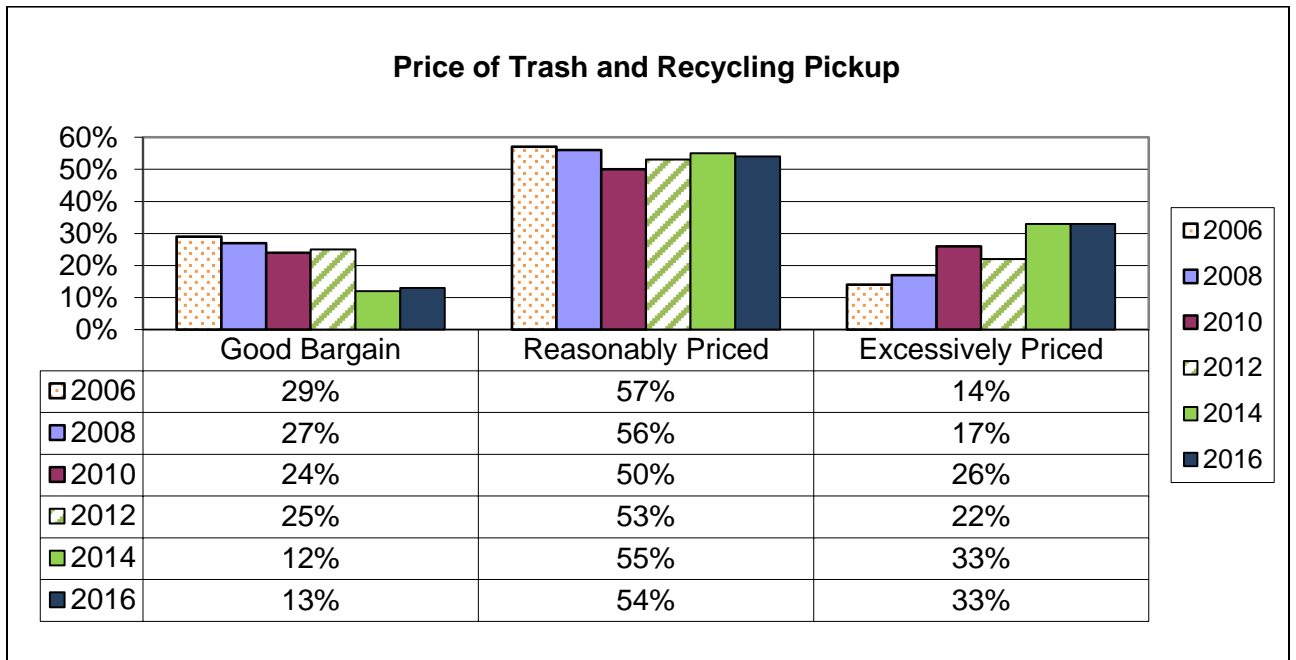 Price of Trash and Recycling Pickup
60%
50%
40%
30%
20%
10%
0%
Good Bargain Reasonably Priced Excessively Priced
2006 29% 57% 14%
2008 27% 56% 17%
2010 24% 50% 26%
2012 25% 53% 22%
2014 12% 55% 33%
2016 13% 54% 33%
2006
2008
2010
2012
2014
2016